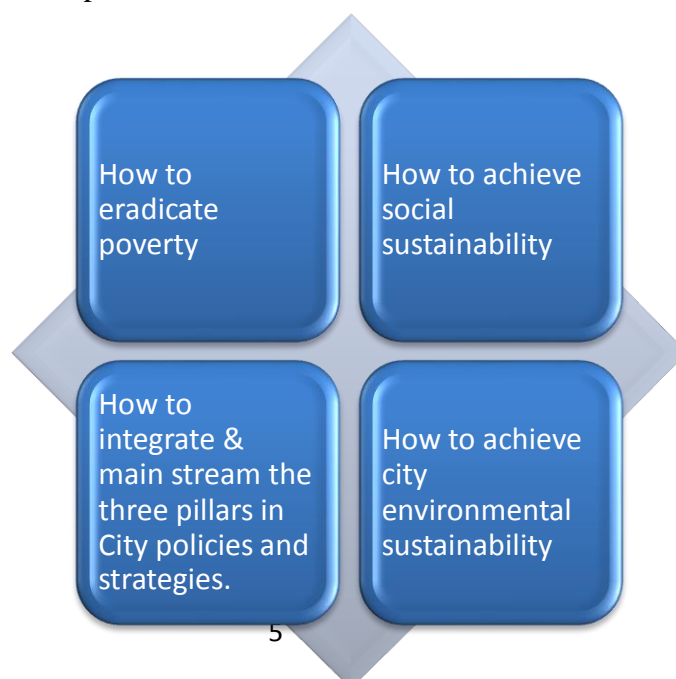 How to
eradicate
poverty
How to achieve
social
sustainability
How to
integrate &
main stream the
three pillars in
City policies and
strategies.
How to achieve
city
environmental
sustainability
5